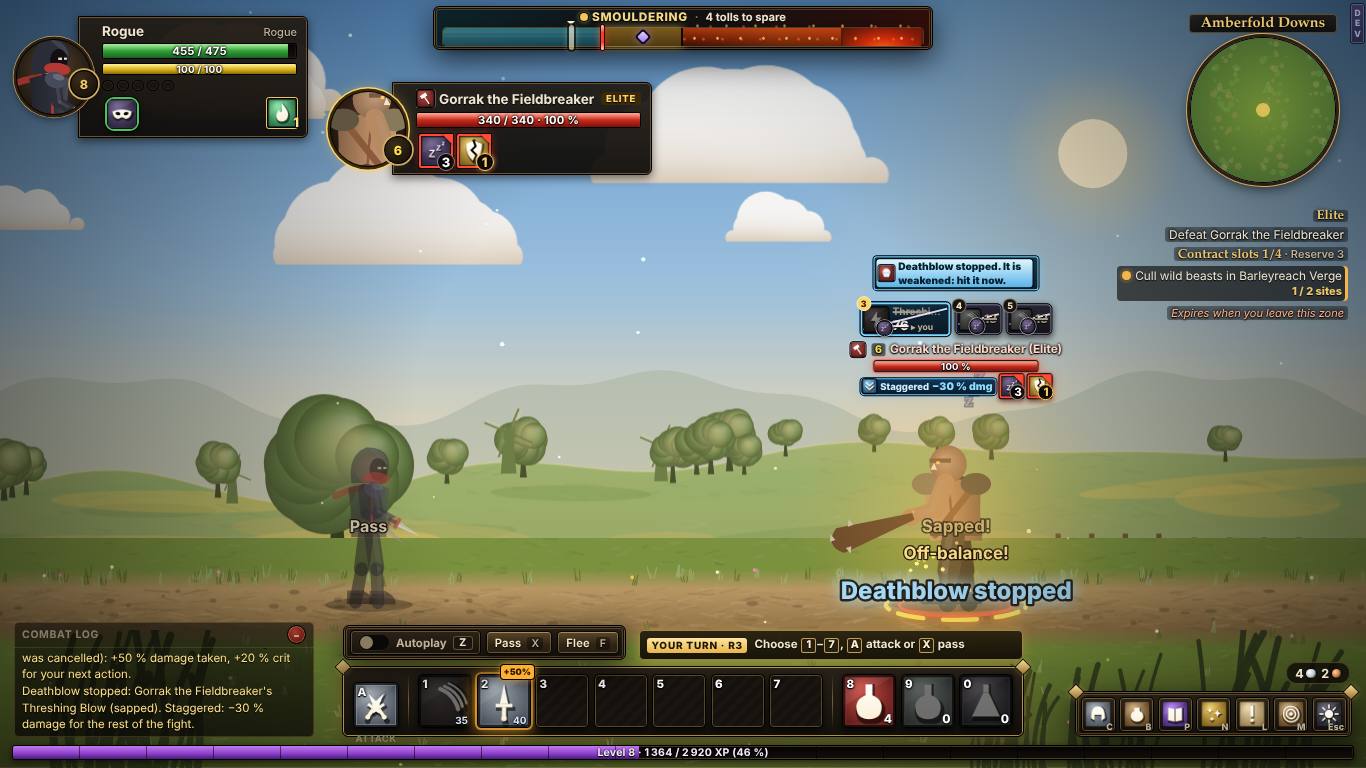 Rogue
Rogue
455 / 475
100 / 100
8
1
SMOULDERING · 4 tolls to spare
Gorrak the Fieldbreaker ELITE
340 / 340 · 100 %
6
3
1
Amberfold Downs
DEV
Elite
Defeat Gorrak the Fieldbreaker
Contract slots 1/4 · Reserve 3
Cull wild beasts in Barleyreach Verge
1 / 2 sites
Expires when you leave this zone
Deathblow stopped. It is
weakened: hit it now.
3
4
5
▸ you
6 Gorrak the Fieldbreaker (Elite)
100 %
Staggered −30 % dmg
3
1
Pass
Sapped!
Off-balance!
Deathblow stopped
COMBAT LOG
was cancelled): +50 % damage taken, +20 % crit
for your next action.
Deathblow stopped: Gorrak the Fieldbreaker's
Threshing Blow (sapped). Staggered: −30 %
damage for the rest of the fight.
Autoplay Z
Pass X
Flee F
YOUR TURN · R3 Choose 1–7, A attack or X pass
+50%
A
ATTACK
1
35
2
40
3
4
5
6
7
8
4
9
0
0
0
4
2
C
B
P
N
L
M
Esc
Level 8 · 1 364 / 2 920 XP (46 %)